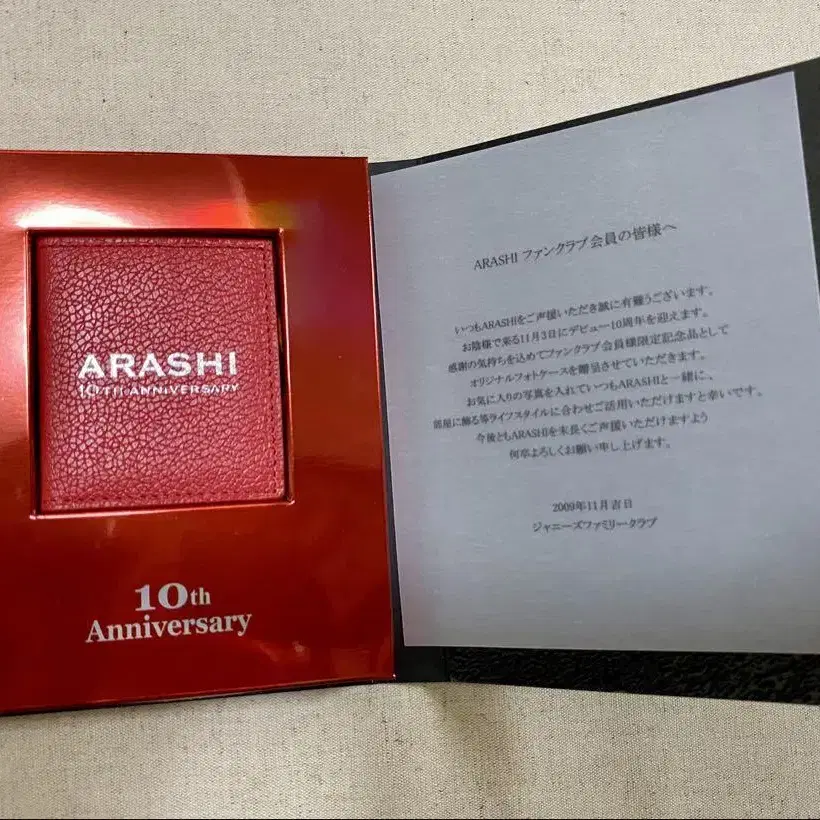 ARASHI
10TH ANNIVERSARY
10th
Anniversary
ARASHI ファンクラブ会員の皆様へ
いつもARASHIをご声援いただき誠に有難うございます。
お陰様で来る11月3日にデビュー10周年を迎えます。
感謝の気持ちを込めてファンクラブ会員様限定記念品として
オリジナルフォトケースを贈呈させていただきます。
お気に入りの写真を入れていつもARASHIと一緒に、
部屋に飾る等ライフスタイルに合わせご活用いただけますと幸いです。
今後ともARASHIを末長くご声援いただけますよう
何卒よろしくお願い申し上げます。
2009年11月吉日
ジャニーズファミリークラブ